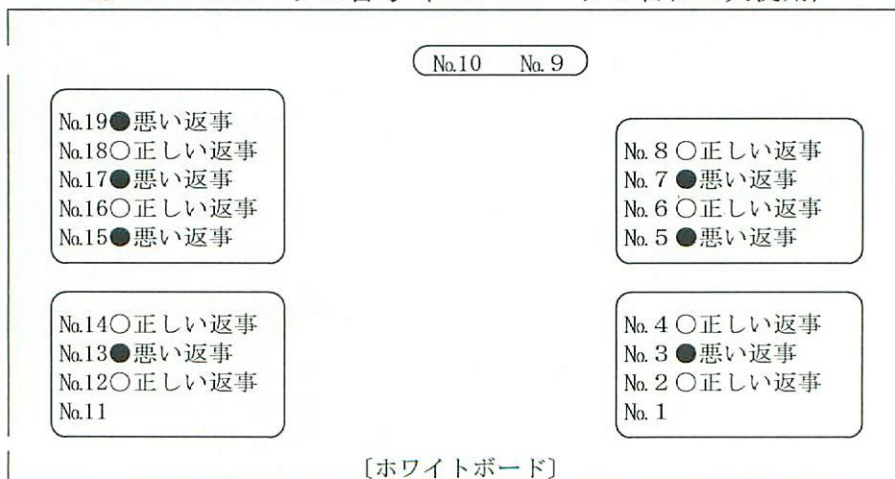 No.10 No.9
No.19●悪い返事
No.18○正しい返事
No.17●悪い返事
No.16○正しい返事
No.15●悪い返事
No.8○正しい返事
No.7●悪い返事
No.6○正しい返事
No.5●悪い返事
No.14○正しい返事
No.13●悪い返事
No.12○正しい返事
No.11
No.4○正しい返事
No.3●悪い返事
No.2○正しい返事
No.1
〔ホワイトボード〕